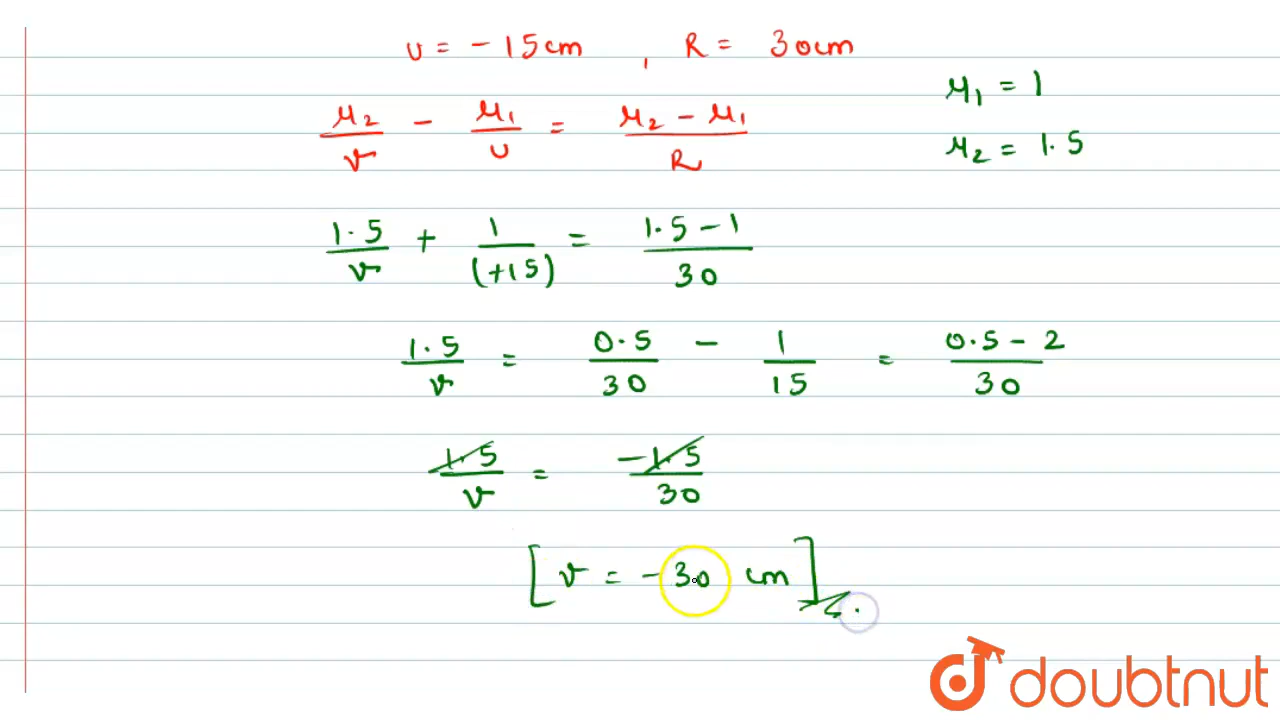 u = - 15 cm , R = 30 cm
μ1 = 1
μ2/v - μ1/u = μ2 - μ1/R
μ2 = 1.5
1.5/v + 1/(+15) = 1.5 - 1/30
1.5/v = 0.5/30 - 1/15 = 0.5 - 2/30
1.5/v = -1.5/30
[v = -30 cm]
doubtnut